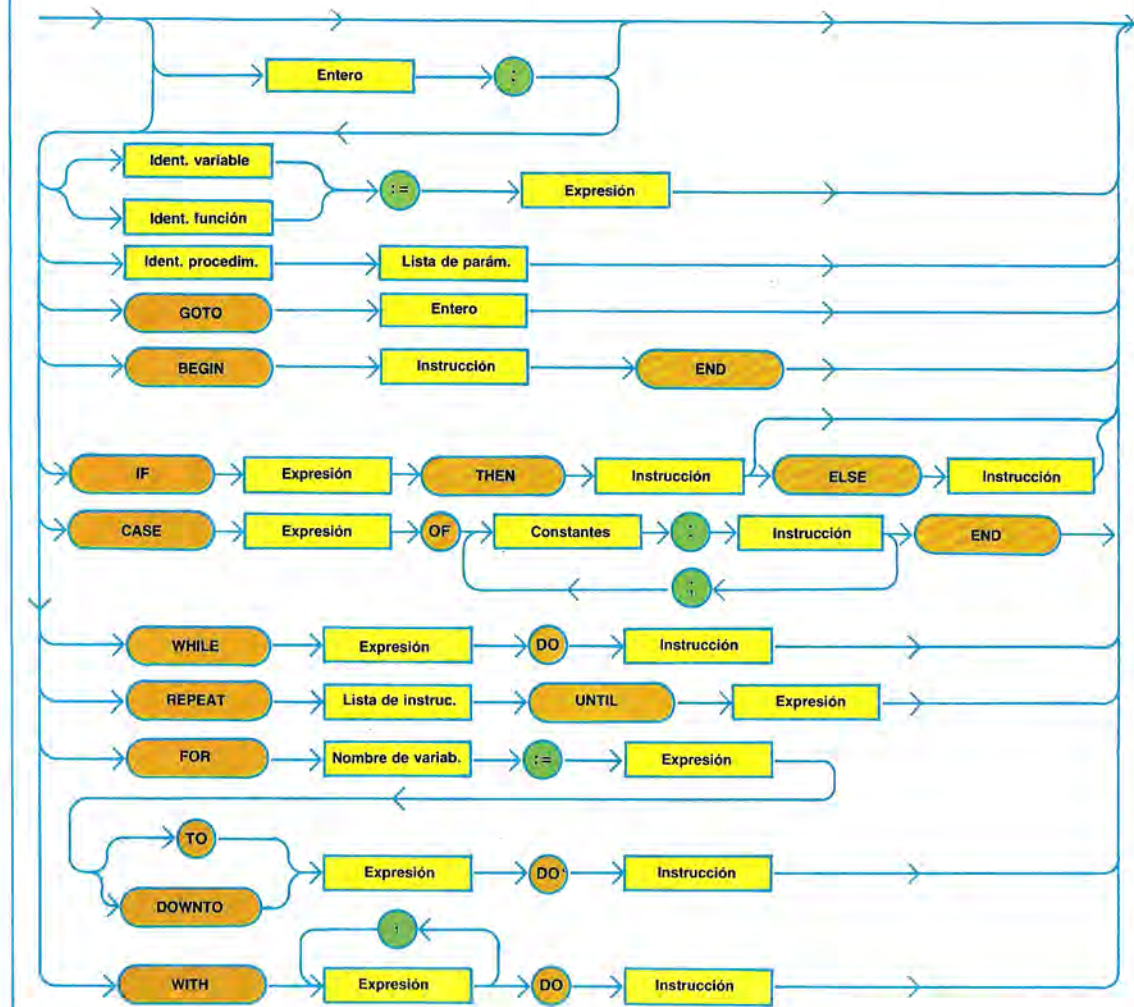 Entero :
Ident. variable
:= Expresión
Ident. función
Ident. procedim. Lista de parám.
GOTO Entero
BEGIN Instrucción END
IF Expresión THEN Instrucción ELSE Instrucción
CASE Expresión OF Constantes : Instrucción END
;
WHILE Expresión DO Instrucción
REPEAT Lista de instruc. UNTIL Expresión
FOR Nombre de variab. := Expresión
TO
Expresión DO Instrucción
DOWNTO
WITH Expresión DO Instrucción